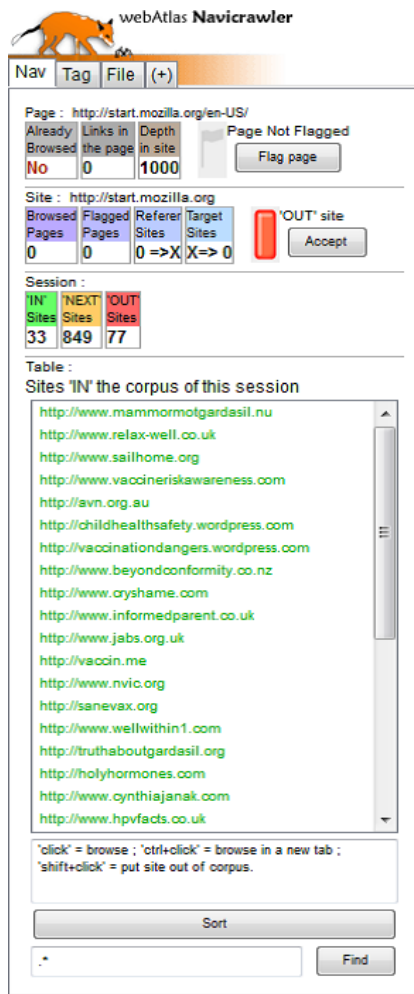 webAtlas Navicrawler
Nav Tag File (+)
Page : http://start.mozilla.org/en-US/
Already Browsed Links in the page Depth in site Page Not Flagged
No 0 1000 Flag page
Site : http://start.mozilla.org
Browsed Pages Flagged Pages Referer Sites Target Sites 'OUT' site
0 0 0 =>X X=> 0 Accept
Session :
'IN' Sites 'NEXT' Sites 'OUT' Sites
33 849 77
Table :
Sites 'IN' the corpus of this session
http://www.mammormotgardasil.nu
http://www.relax-well.co.uk
http://www.sailhome.org
http://www.vaccineriskawareness.com
http://avn.org.au
http://childhealthsafety.wordpress.com
http://vaccinationdangers.wordpress.com
http://www.beyondconformity.co.nz
http://www.cryshame.com
http://www.informedparent.co.uk
http://www.jabs.org.uk
http://vaccin.me
http://www.nvic.org
http://sanevax.org
http://www.wellwithin1.com
http://truthaboutgardasil.org
http://holyhormones.com
http://www.cynthiajanak.com
http://www.hpvfacts.co.uk
'click' = browse ; 'ctrl+click' = browse in a new tab ;
'shift+click' = put site out of corpus.
Sort
.* Find